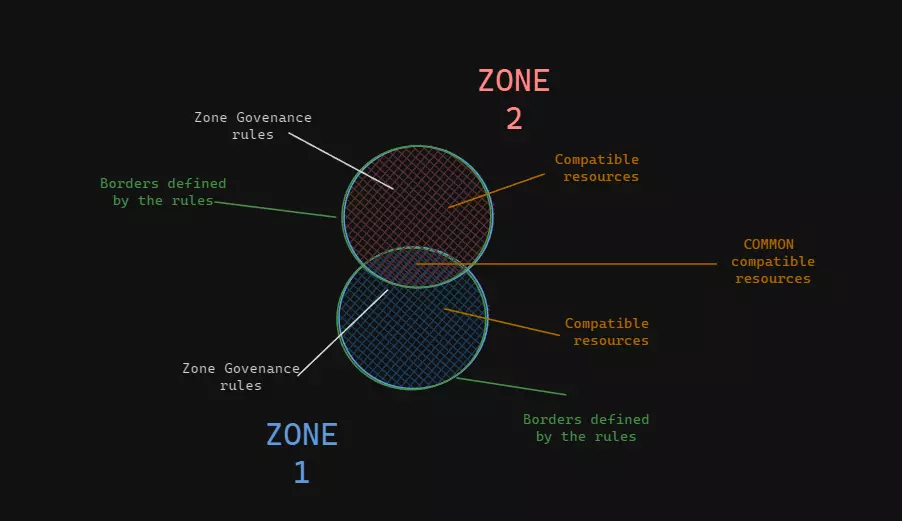 ZONE
2
Zone Govenance
rules
Compatible
resources
Borders defined
by the rules
COMMON
compatible
resources
Compatible
resources
Zone Govenance
rules
Borders defined
by the rules
ZONE
1